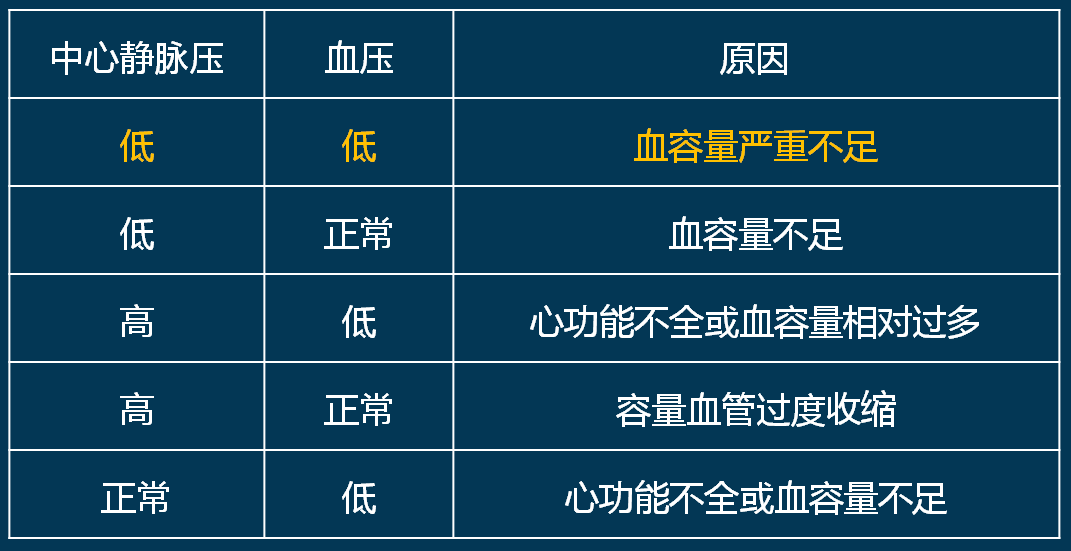 中心静脉压 血压 原因
低 低 血容量严重不足
低 正常 血容量不足
高 低 心功能不全或血容量相对过多
高 正常 容量血管过度收缩
正常 低 心功能不全或血容量不足